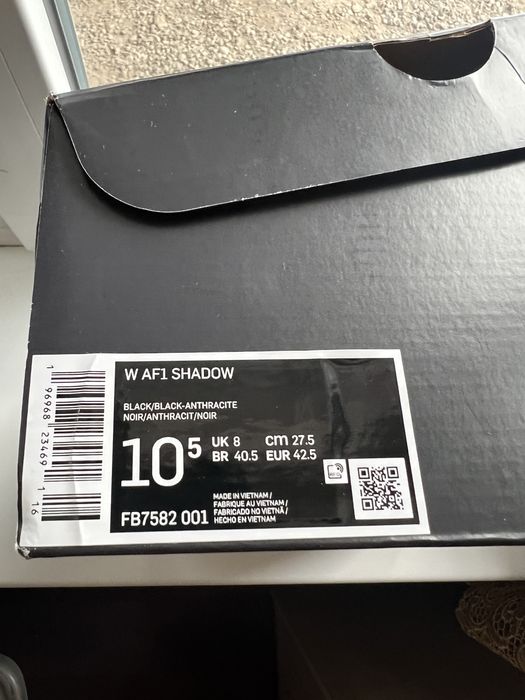 W AF1 SHADOW
BLACK/BLACK-ANTHRACITE
NOIR/ANTHRACIT/NOIR
10⁵ UK 8 cm 27.5
BR 40.5 EUR 42.5
MADE IN VIETNAM /
FABRIQUE AU VIETNAM /
FABRICADO NO VIETNÃ /
HECHO EN VIETNAM
FB7582 001
1 96968 23469 1 16